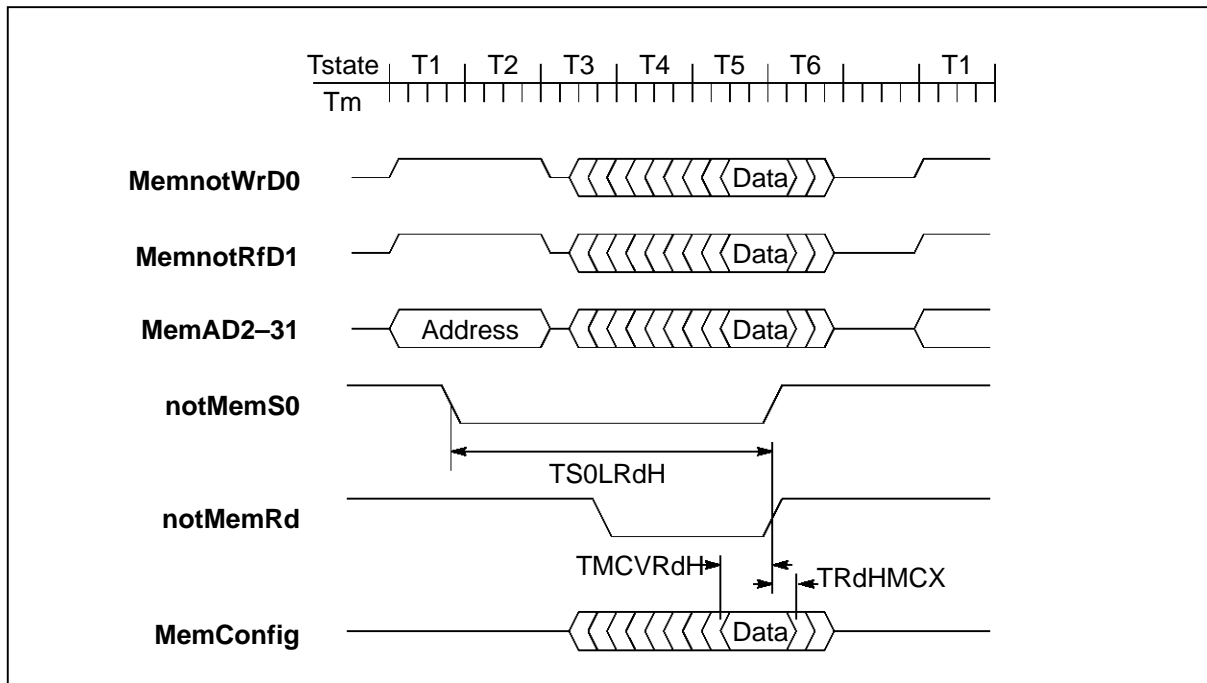 Tstate T1 T2 T3 T4 T5 T6 T1
Tm
MemnotWrD0 Data
MemnotRfD1 Data
MemAD2–31 Address Data
notMemS0
TS0LRdH
notMemRd
TMCVRdH TRdHMCX
MemConfig Data